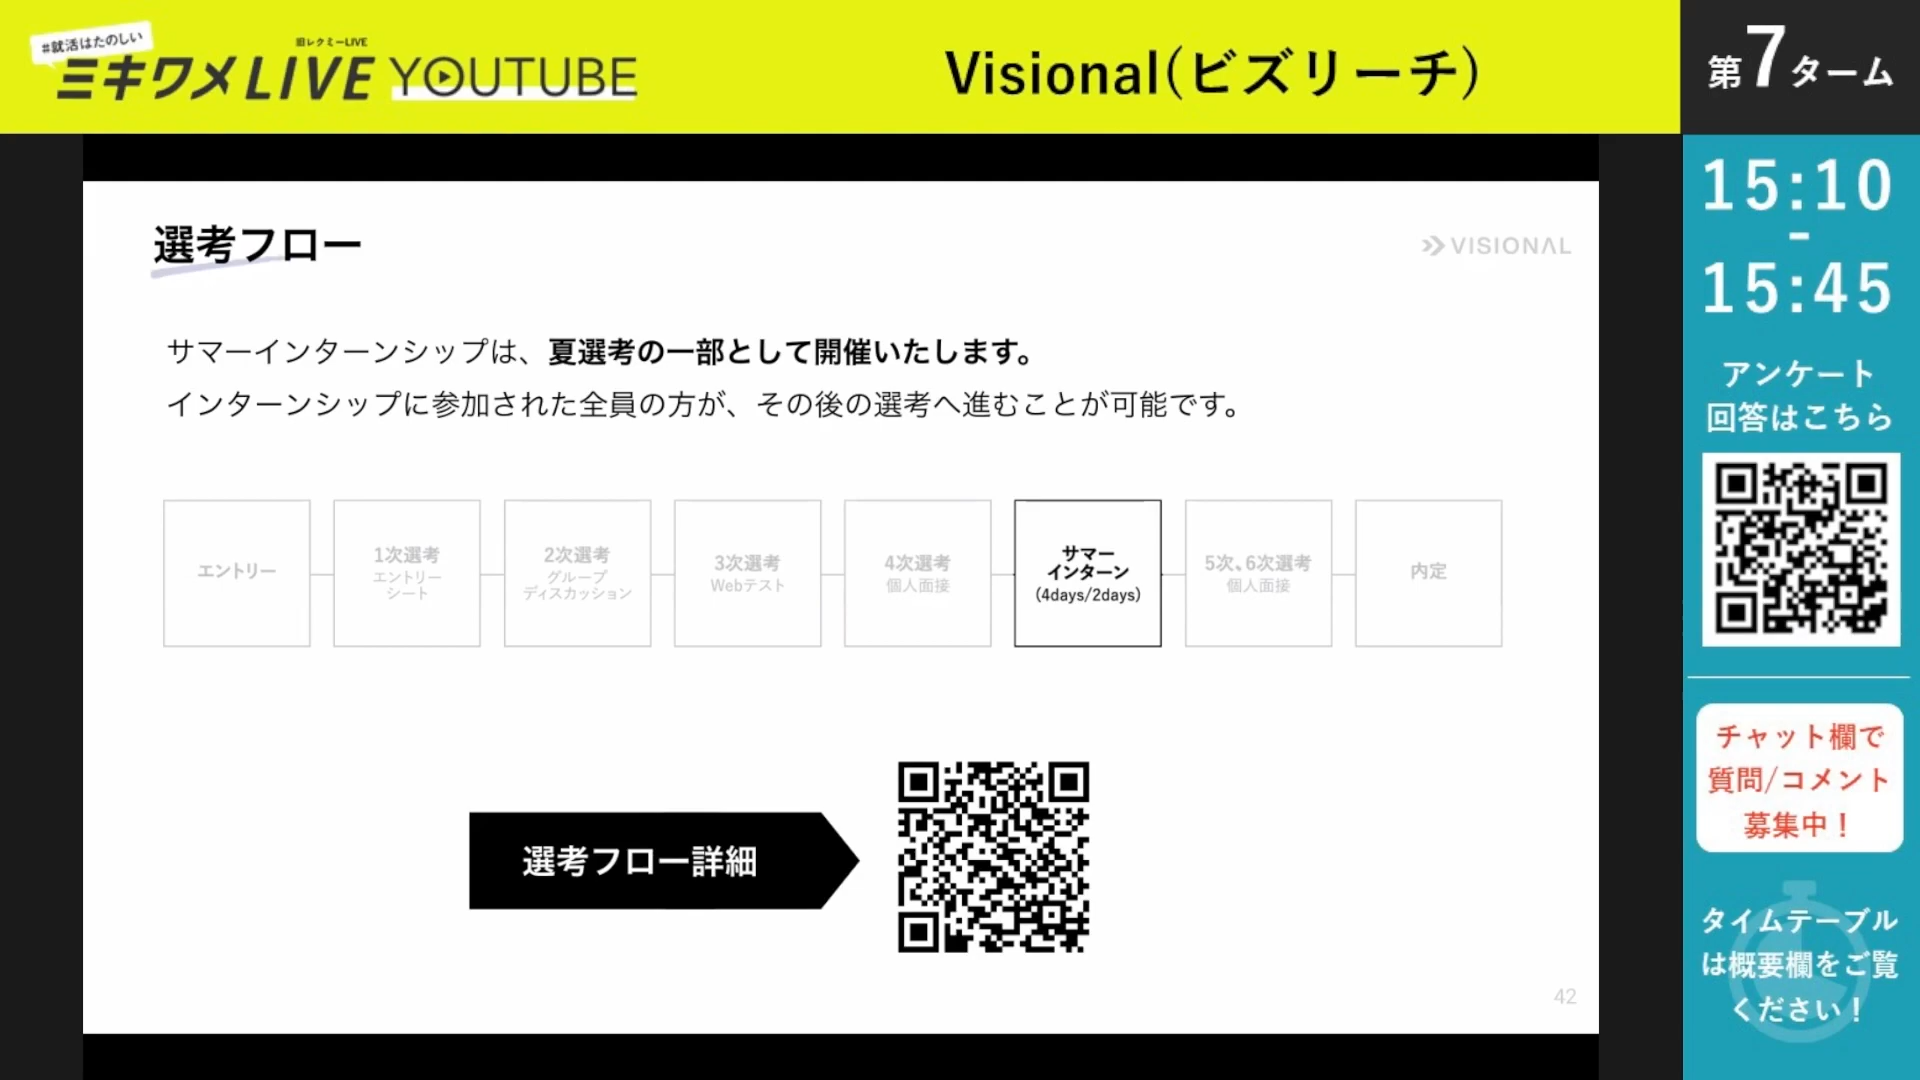 #就活はたのしい
旧レクミーLIVE
ミキワメLIVE YOUTUBE
Visional(ビズリーチ)
第7ターム
選考フロー
VISIONAL
サマーインターンシップは、夏選考の一部として開催いたします。
インターンシップに参加された全員の方が、その後の選考へ進むことが可能です。
エントリー
1次選考
エントリー
シート
2次選考
グループ
ディスカッション
3次選考
Webテスト
4次選考
個人面接
サマー
インターン
(4days/2days)
5次、6次選考
個人面接
内定
選考フロー詳細
42
15:10
-
15:45
アンケート
回答はこちら
チャット欄で
質問/コメント
募集中！
タイムテーブル
は概要欄をご覧
ください！